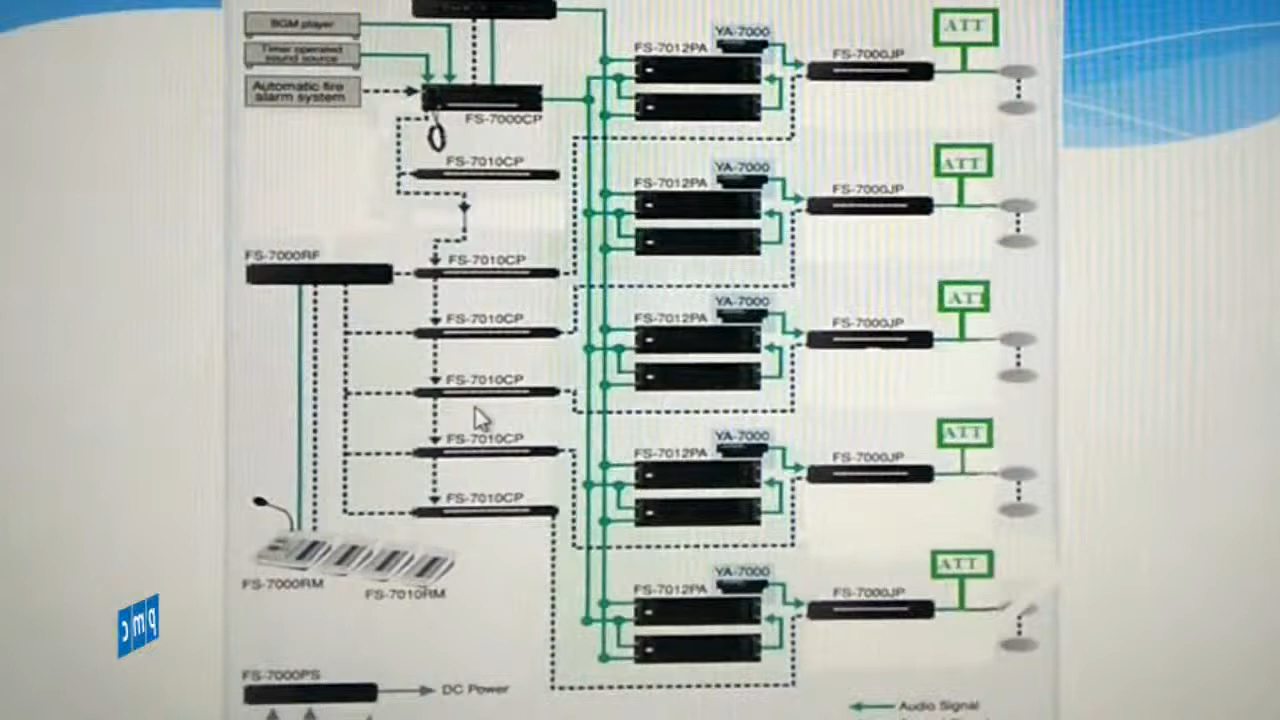 BGM player
Timer operated
sound source
Automatic fire
alarm system
FS-7000CP
FS-7010CP
FS-7000RF
FS-7010CP
FS-7010CP
FS-7010CP
FS-7010CP
FS-7010CP
FS-7000RM
FS-7010RM
FS-7000PS
DC Power
YA-7000
FS-7012PA
FS-7000JP
ATT
YA-7000
FS-7012PA
FS-7000JP
ATT
YA-7000
FS-7012PA
FS-7000JP
ATT
YA-7000
FS-7012PA
FS-7000JP
ATT
YA-7000
FS-7012PA
FS-7000JP
ATT
Audio Signal
pmc